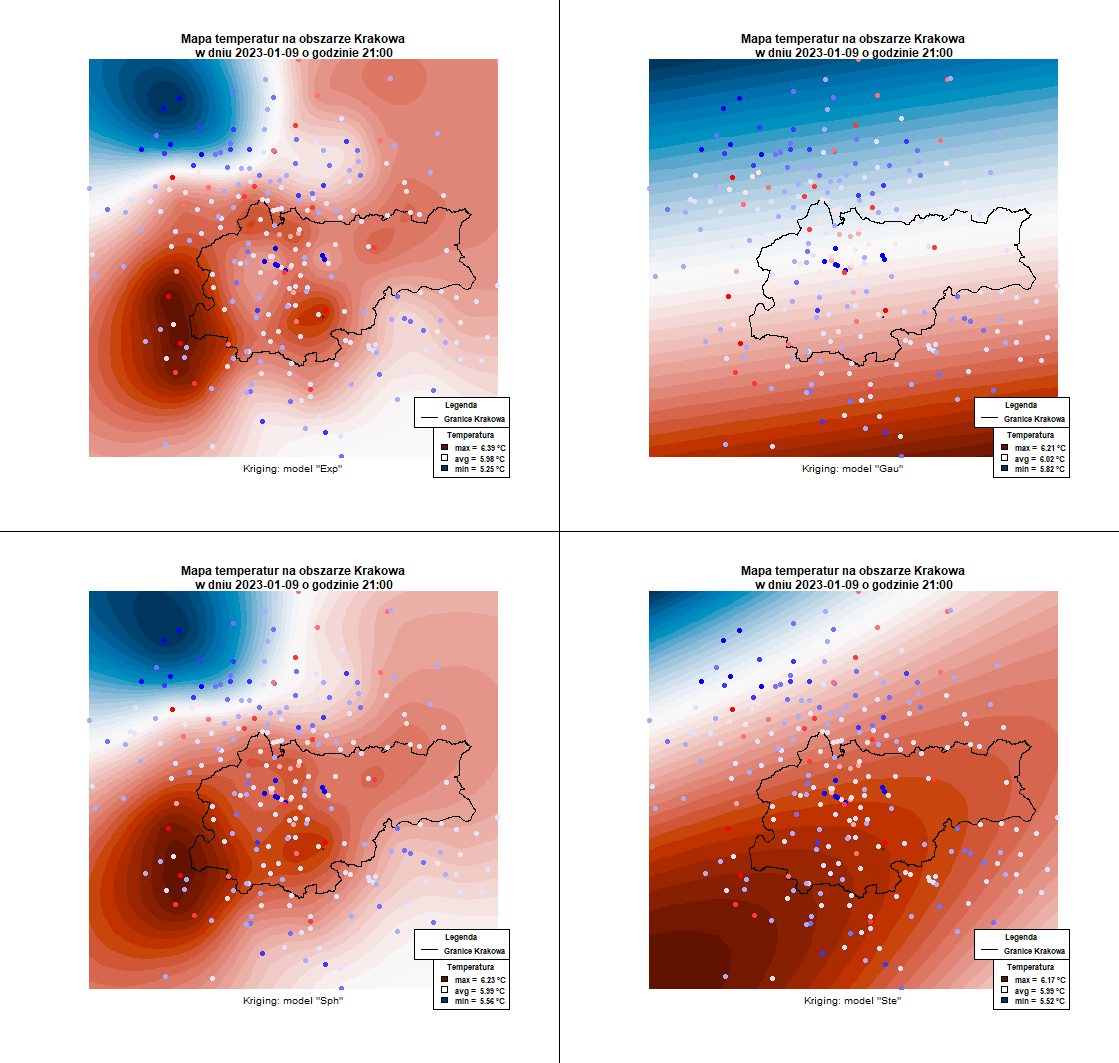 Mapa temperatur na obszarze Krakowa
w dniu 2023-01-09 o godzinie 21:00
Legenda
Granice Krakowa
Temperatura
max = 6.39 °C
avg = 5.98 °C
min = 5.25 °C
Kriging: model "Exp"
Mapa temperatur na obszarze Krakowa
w dniu 2023-01-09 o godzinie 21:00
Legenda
Granice Krakowa
Temperatura
max = 6.21 °C
avg = 6.02 °C
min = 5.82 °C
Kriging: model "Gau"
Mapa temperatur na obszarze Krakowa
w dniu 2023-01-09 o godzinie 21:00
Legenda
Granice Krakowa
Temperatura
max = 6.23 °C
avg = 5.99 °C
min = 5.56 °C
Kriging: model "Sph"
Mapa temperatur na obszarze Krakowa
w dniu 2023-01-09 o godzinie 21:00
Legenda
Granice Krakowa
Temperatura
max = 6.17 °C
avg = 5.99 °C
min = 5.52 °C
Kriging: model "Ste"